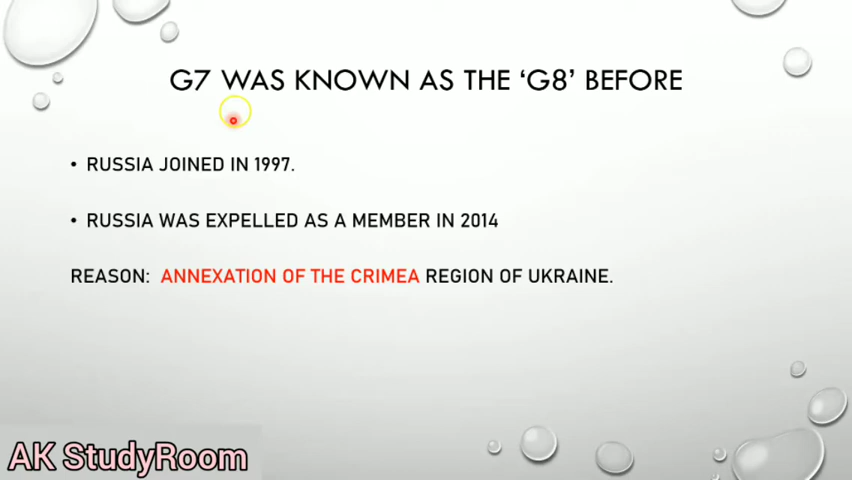 G7 WAS KNOWN AS THE ‘G8’ BEFORE
• RUSSIA JOINED IN 1997.
• RUSSIA WAS EXPELLED AS A MEMBER IN 2014
REASON: ANNEXATION OF THE CRIMEA REGION OF UKRAINE.
AK StudyRoom